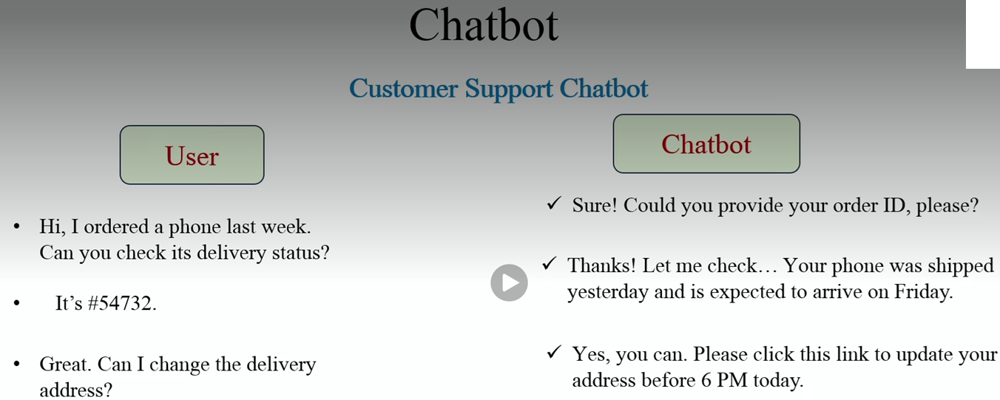 Chatbot
Customer Support Chatbot
User
• Hi, I ordered a phone last week.
Can you check its delivery status?
• It’s #54732.
• Great. Can I change the delivery
address?
Chatbot
✓ Sure! Could you provide your order ID, please?
✓ Thanks! Let me check… Your phone was shipped
yesterday and is expected to arrive on Friday.
✓ Yes, you can. Please click this link to update your
address before 6 PM today.